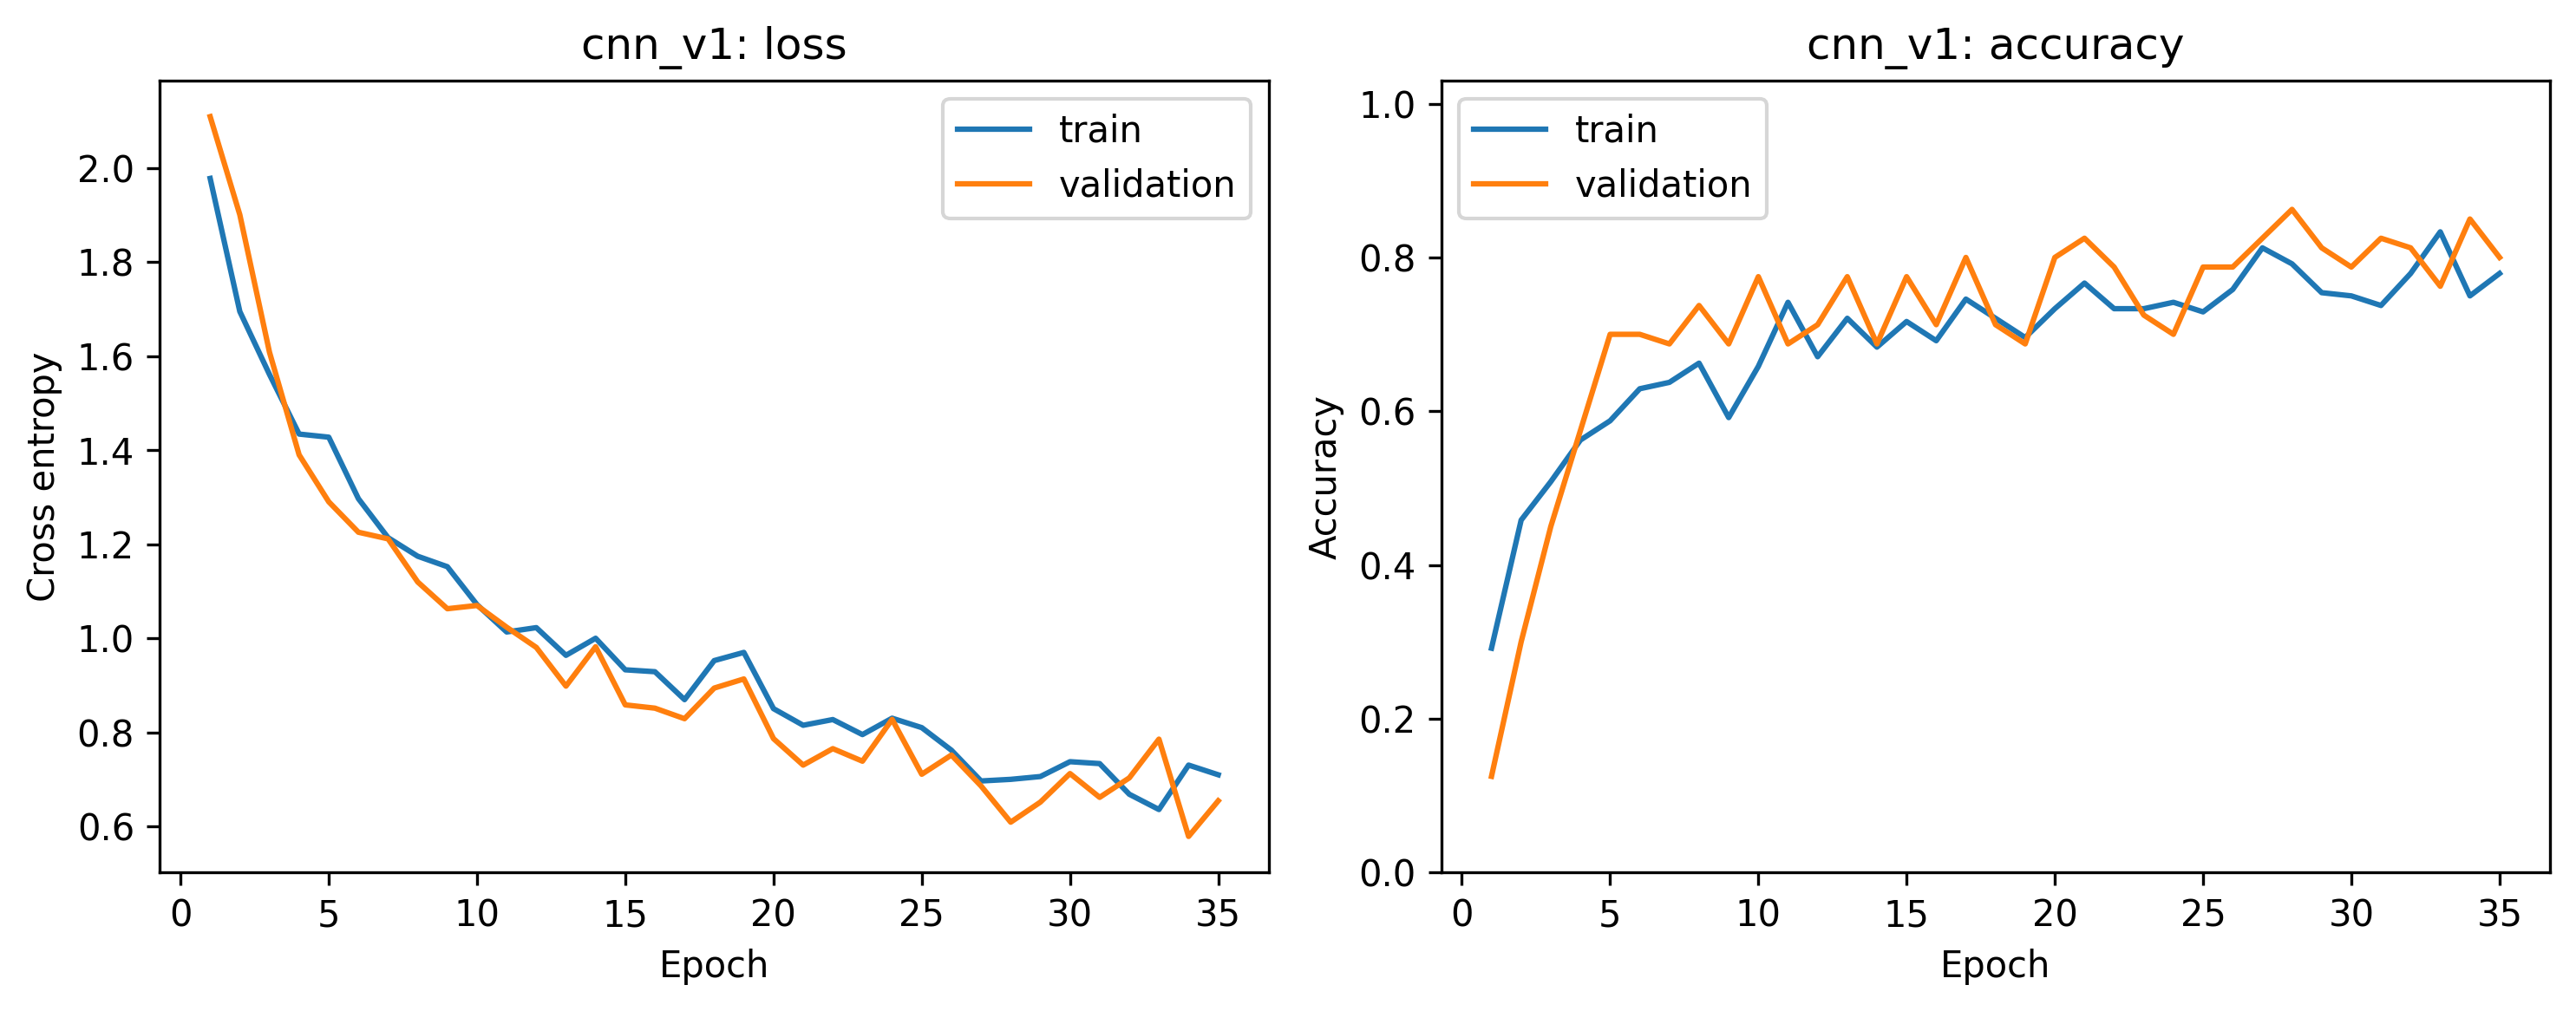 cnn_v1: loss
train
validation
Cross entropy
2.0
1.8
1.6
1.4
1.2
1.0
0.8
0.6
0 5 10 15 20 25 30 35
Epoch
cnn_v1: accuracy
train
validation
Accuracy
1.0
0.8
0.6
0.4
0.2
0.0
0 5 10 15 20 25 30 35
Epoch